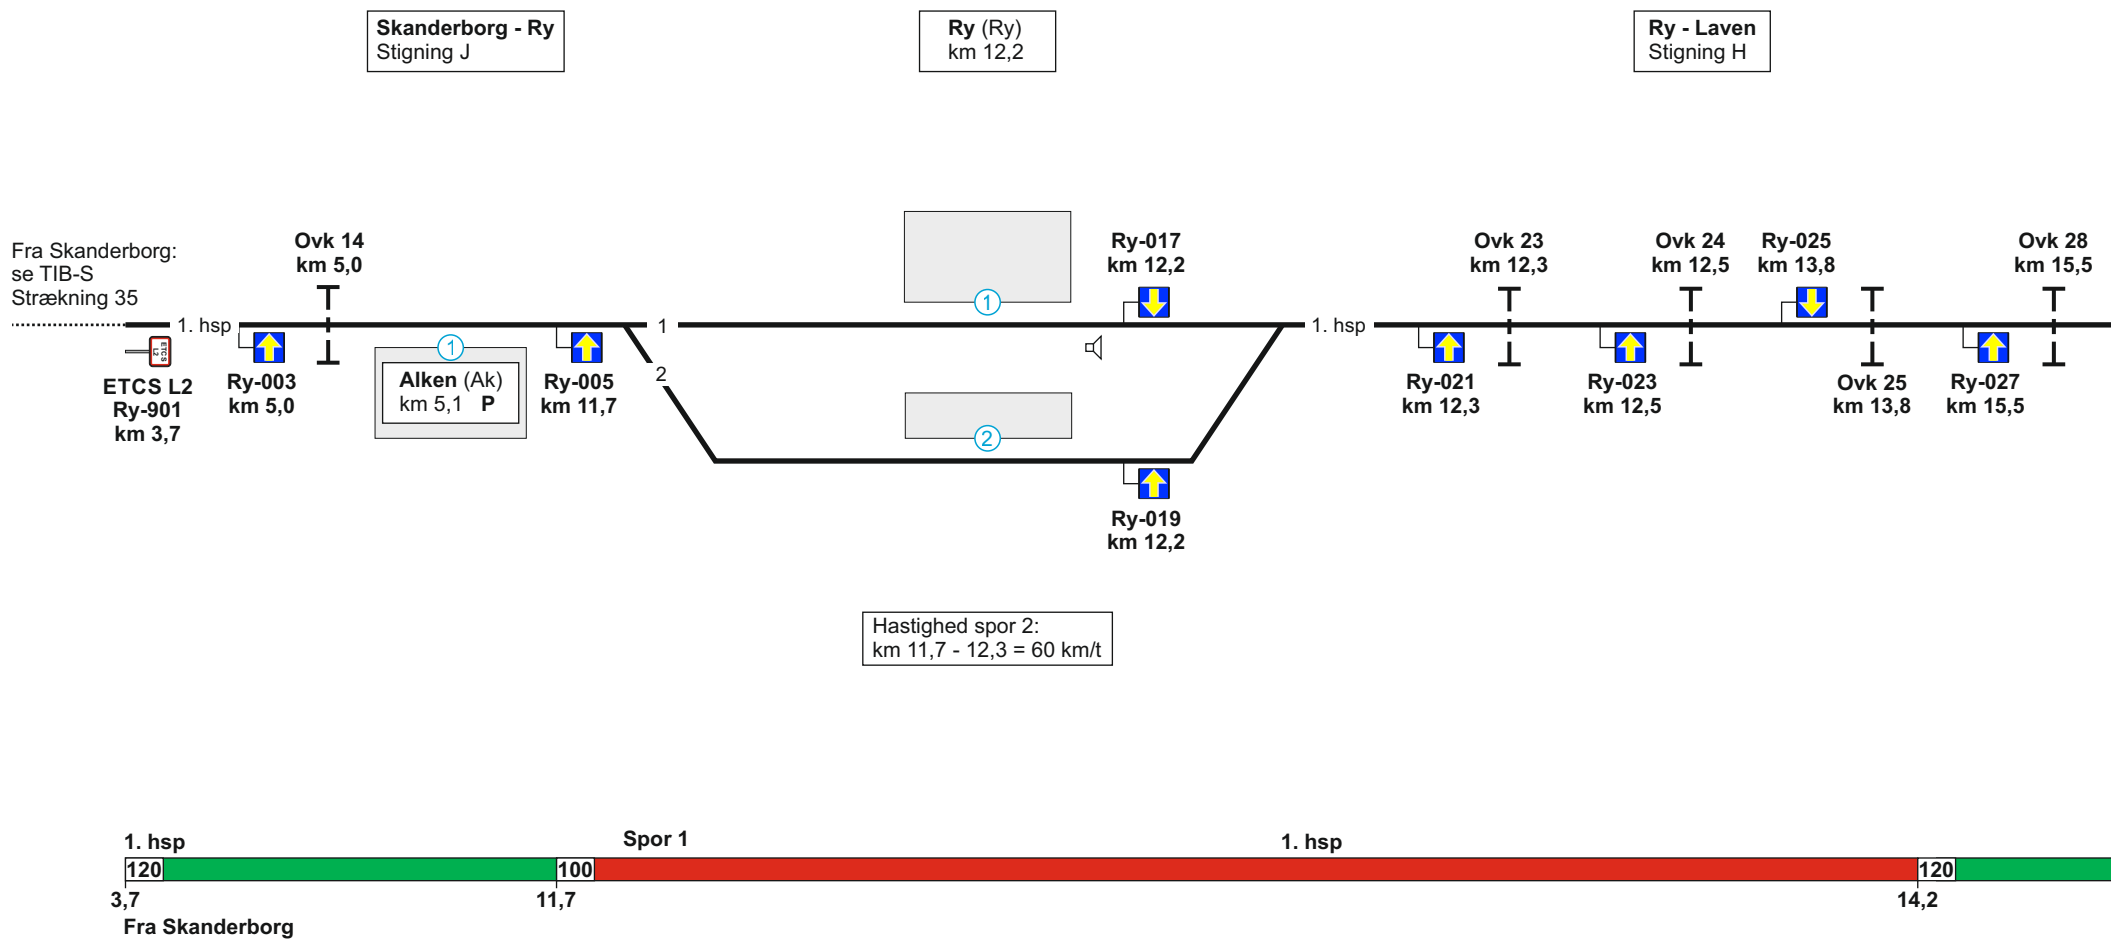 Skanderborg - Ry
Stigning J
Ry (Ry)
km 12,2
Ry - Laven
Stigning H
Fra Skanderborg:
se TIB-S
Strækning 35
Ovk 14
km 5,0
Ry-017
km 12,2
Ovk 23
km 12,3
Ovk 24
km 12,5
Ry-025
km 13,8
Ovk 28
km 15,5
1
1. hsp
1
1. hsp
2
ETCS L2
1
ETCS L2
Ry-901
km 3,7
Ry-003
km 5,0
Alken (Ak)
km 5,1 P
Ry-005
km 11,7
Ry-021
km 12,3
Ry-023
km 12,5
Ovk 25
km 13,8
Ry-027
km 15,5
2
Ry-019
km 12,2
Hastighed spor 2:
km 11,7 - 12,3 = 60 km/t
1. hsp
Spor 1
1. hsp
120
100
120
3,7
11,7
14,2
Fra Skanderborg